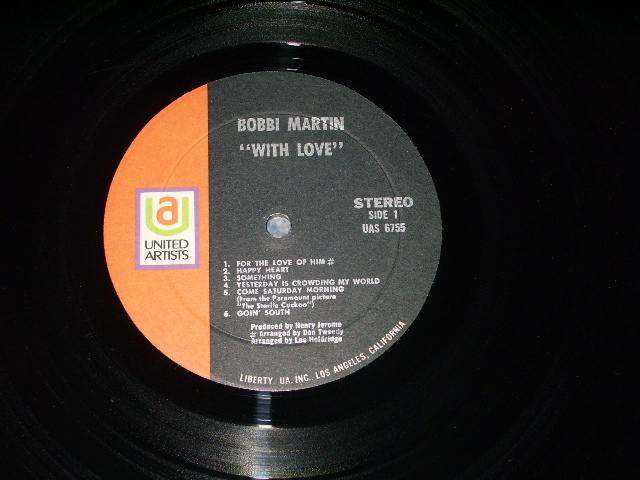 BOBBI MARTIN
"WITH LOVE"
STEREO
SIDE 1
UAS 6755
ua
UNITED
ARTISTS
1. FOR THE LOVE OF HIM #
2. HAPPY HEART
3. SOMETHING
4. YESTERDAY IS CROWDING MY WORLD
5. COME SATURDAY MORNING
(From the Paramount picture
"The Sterile Cuckoo")
6. GOIN' SOUTH
Produced by Henry Jerome
# Arranged by Don Tweedy
Arranged by Lee Holdridge
LIBERTY/UA, INC., LOS ANGELES, CALIFORNIA